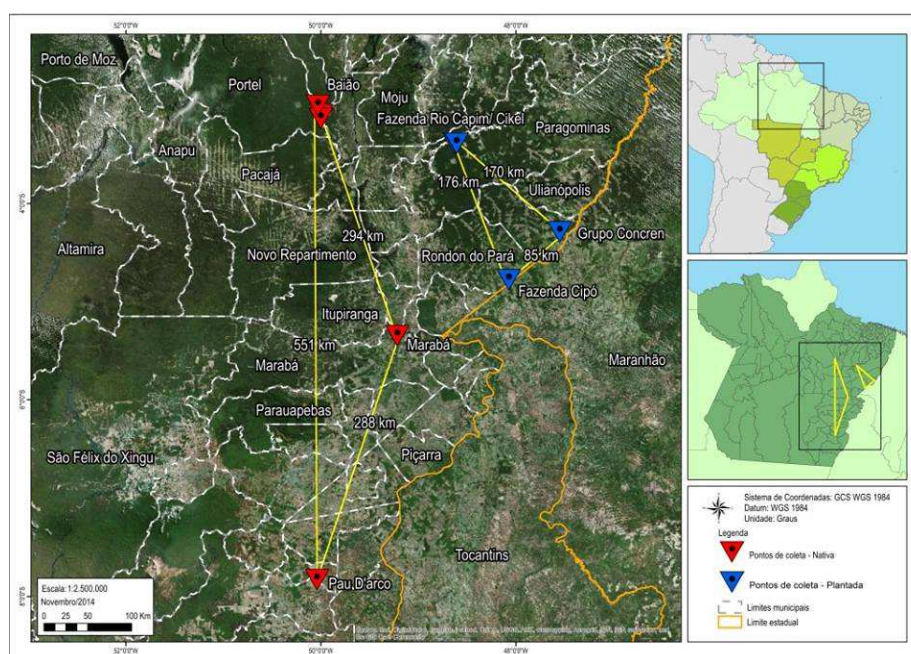 52°0'0"W
50°0'0"W
48°0'0"W
Porto de Moz
Portel
Baião
Moju
Fazenda Rio Capim/ Cikel
Paragominas
Anapu
Pacajá
170 km
176 km
Ulianópolis
4°0'0"S
Altamira
294 km
Novo Repartimento
Grupo Concren
Rondon do Pará
85 km
Fazenda Cipó
Itupiranga
551 km
Marabá
Maranhão
Marabá
6°0'0"S
Parauapebas
288 km
São Félix do Xingu
Piçarra
Tocantins
Pau D'arco
8°0'0"S
Escala: 1:2.500.000
Novembro/2014
0 25 50 100 Km
52°0'0"W
50°0'0"W
48°0'0"W
Sistema de Coordenadas: GCS WGS 1984
Datum: WGS 1984
Unidade: Graus
Legenda
Pontos de coleta - Nativa
Pontos de coleta - Plantada
Limites municipais
Limite estadual